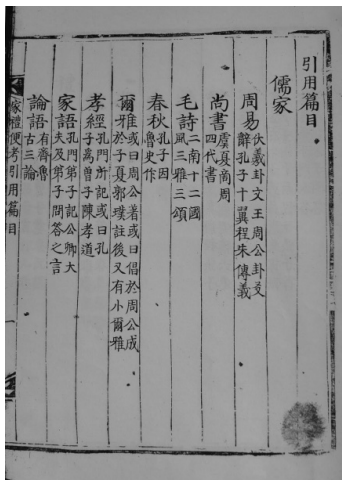 引用篇目
儒家
周易伏羲卦文王周公卦爻
辭孔子十翼程朱傳義
尚書虞夏商周
四代書
毛詩二南十二國
風三雅三頌
春秋孔子因
魯史作
爾雅或曰周公著或曰倡於周公成
於子夏郭璞註後又有小爾雅
孝經孔門所記或曰孔
子為曾子陳孝道
家語孔門弟子記公卿大
夫及弟子問答之言
論語有齊魯
古三論
家禮便考引用篇目
一